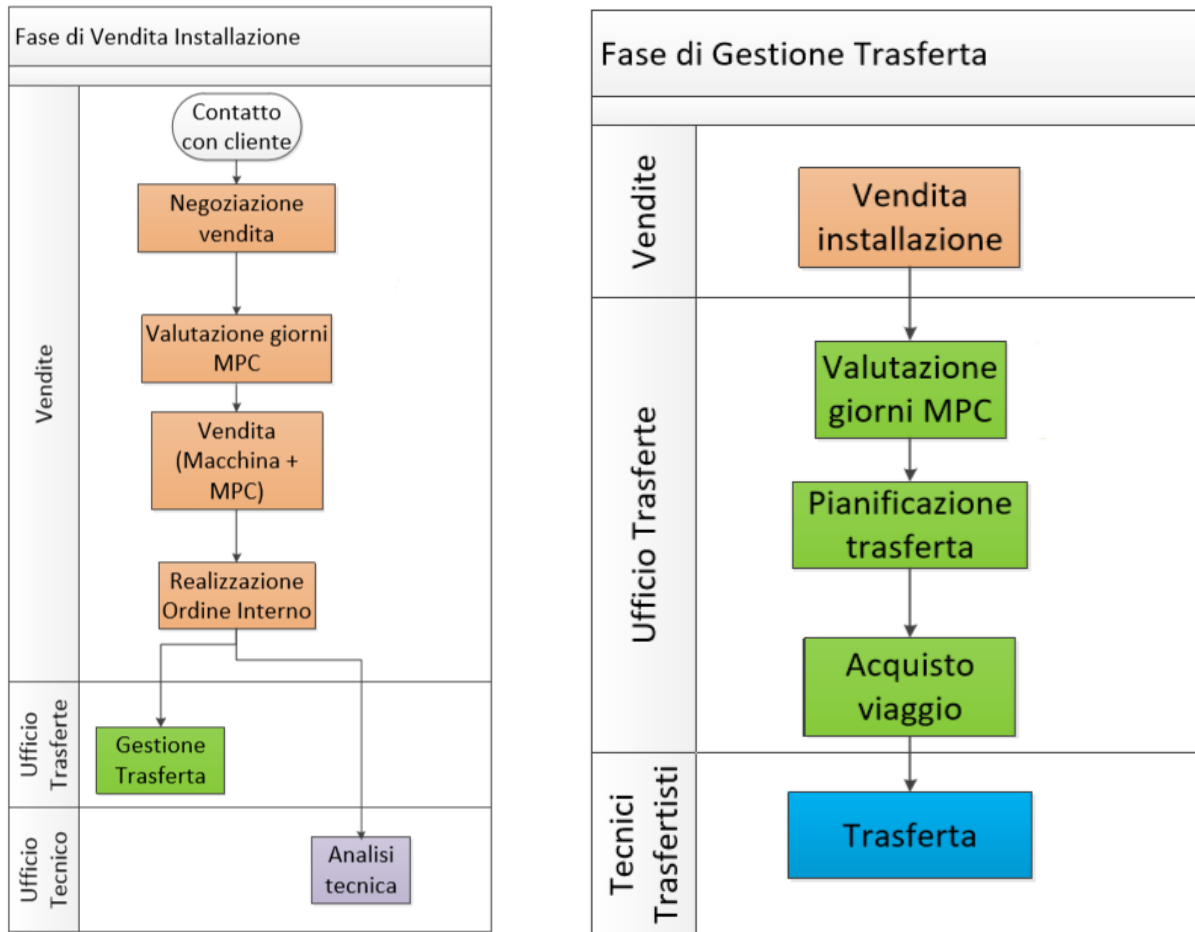 Fase di Vendita Installazione
Vendite
Contatto
con cliente
Negoziazione
vendita
Valutazione giorni
MPC
Vendita
(Macchina +
MPC)
Realizzazione
Ordine Interno
Ufficio
Trasferte
Gestione
Trasferta
Ufficio
Tecnico
Analisi
tecnica
Fase di Gestione Trasferta
Vendite
Vendita
installazione
Ufficio Trasferte
Valutazione
giorni MPC
Pianificazione
trasferta
Acquisto
viaggio
Tecnici
Trasfertisti
Trasferta